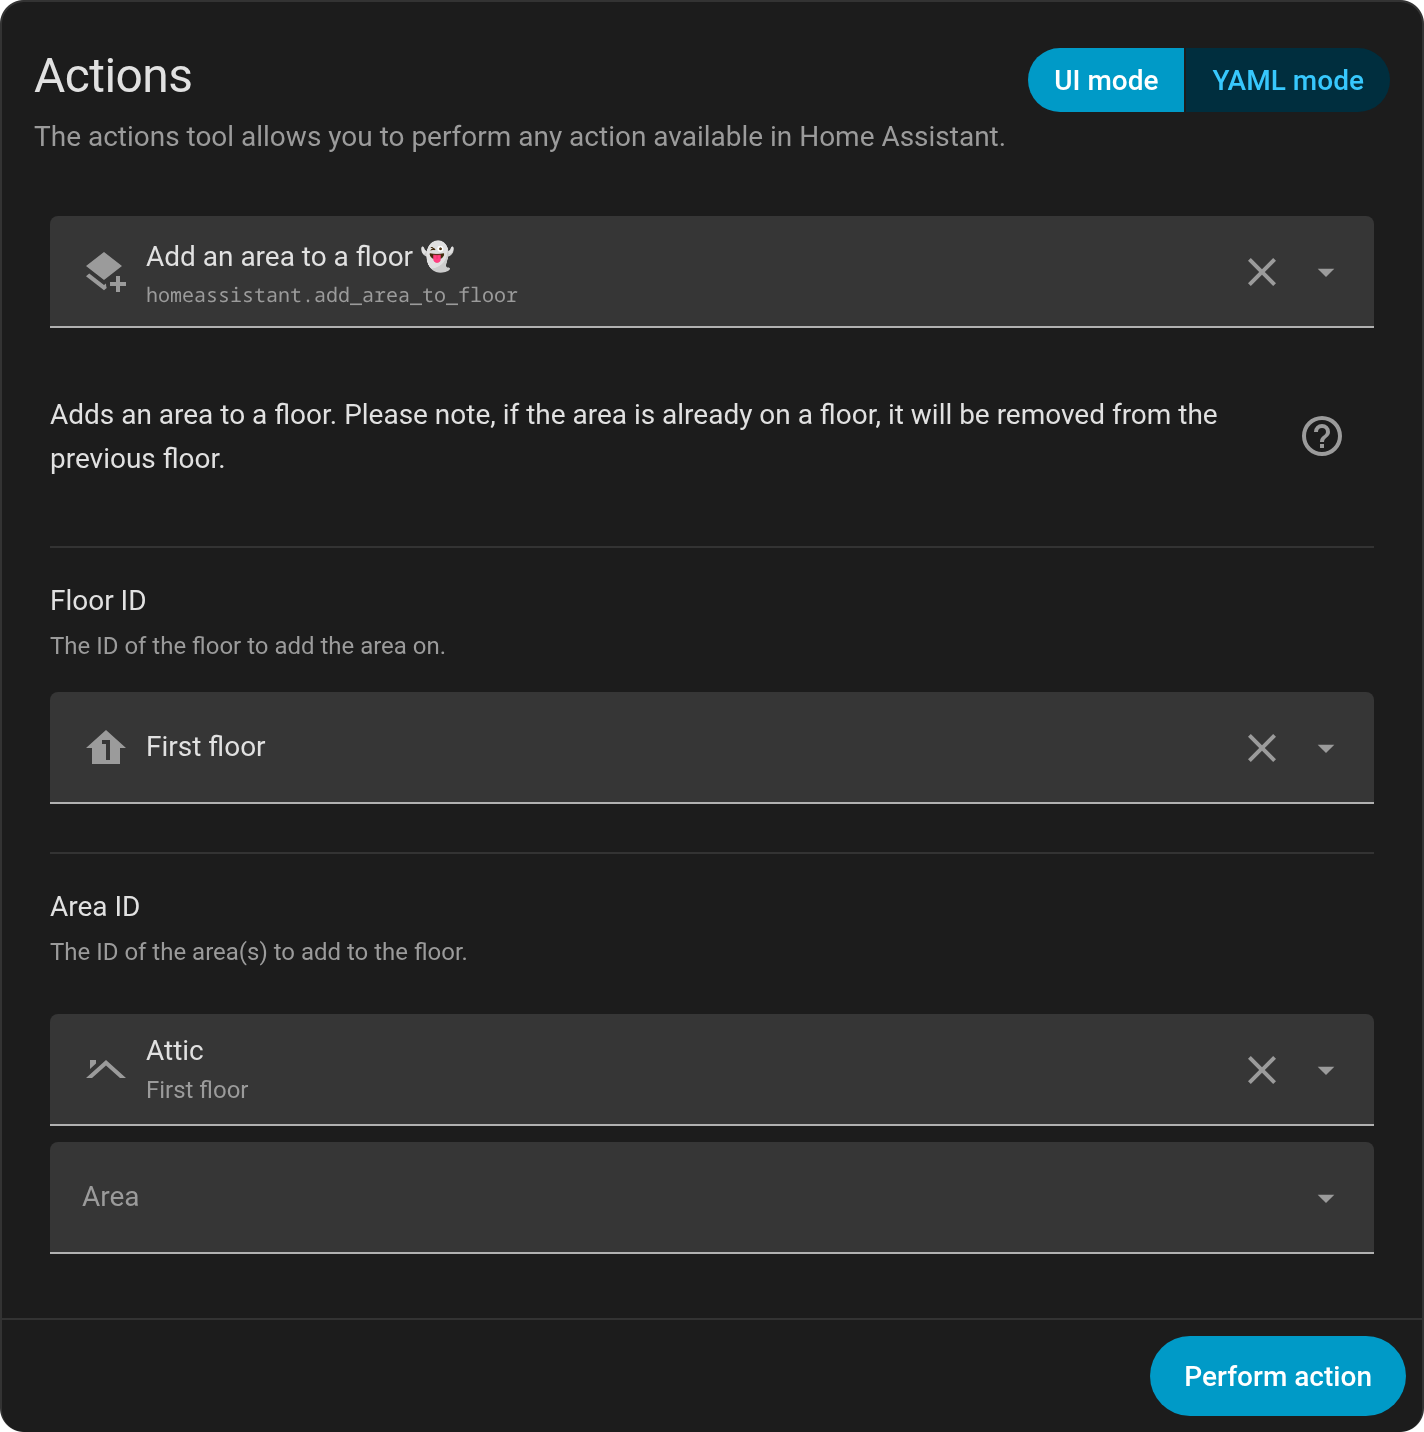 Actions
UI mode
YAML mode
The actions tool allows you to perform any action available in Home Assistant.
Add an area to a floor 👻
homeassistant.add_area_to_floor
Adds an area to a floor. Please note, if the area is already on a floor, it will be removed from the
previous floor.
Floor ID
The ID of the floor to add the area on.
First floor
Area ID
The ID of the area(s) to add to the floor.
Attic
First floor
Area
Perform action